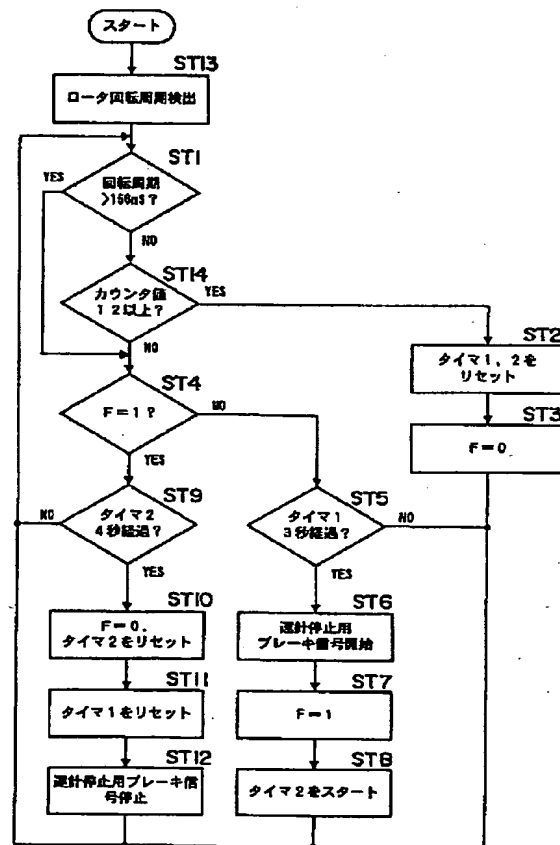 スタート
ST13
ロータ回転周期検出
ST1
YES
回転周期
>156ms?
NO
ST14
カウンタ値
12以上?
YES
NO
ST2
タイマ1,2を
リセット
ST4
F=1?
NO
ST3
F=0
YES
ST9
NO
タイマ2
4秒経過?
ST5
タイマ1
3秒経過?
NO
YES
YES
ST10
F=0.
タイマ2をリセット
ST6
運針停止用
ブレーキ信号開始
ST11
タイマ1をリセット
ST7
F=1
ST12
運針停止用ブレーキ信
号停止
ST8
タイマ2をスタート